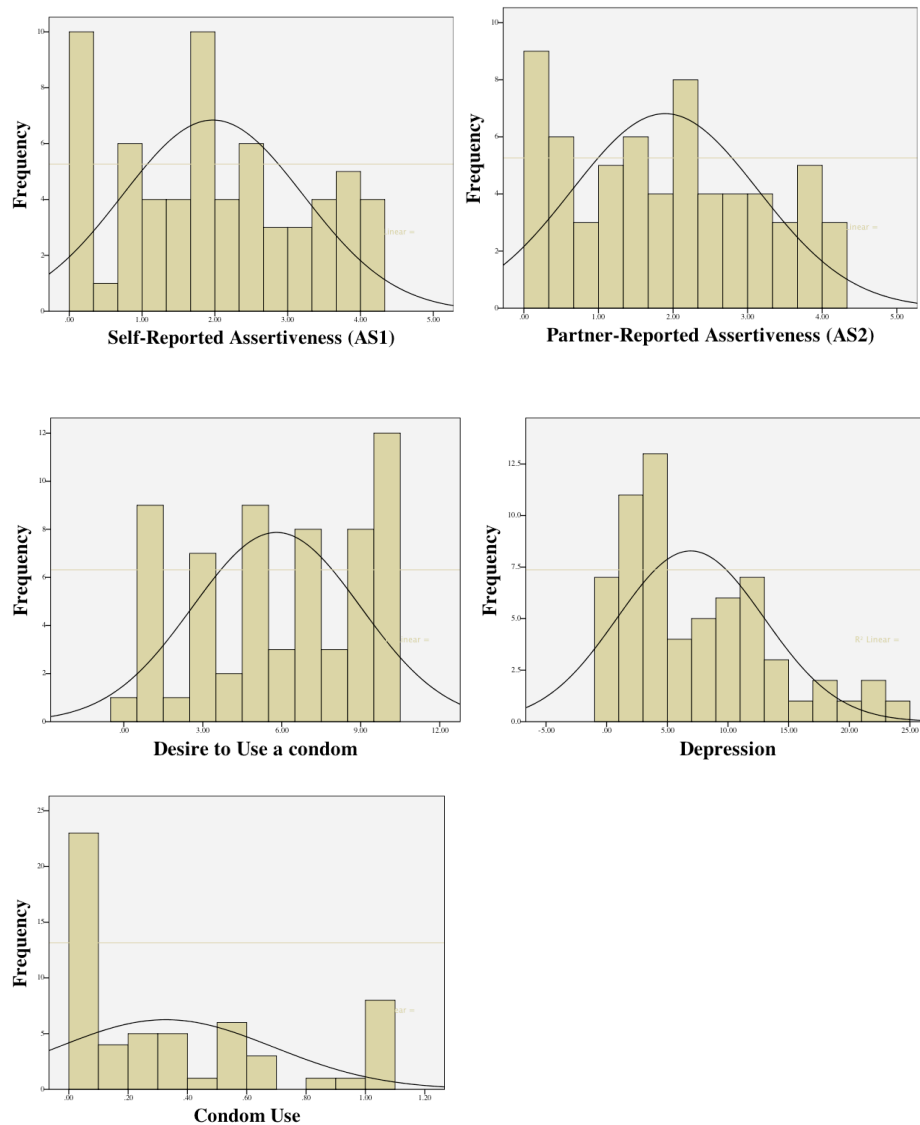 10
8
6
4
2
0
Frequency
Linear =
.00 1.00 2.00 3.00 4.00 5.00
Self-Reported Assertiveness (AS1)
10
8
6
4
2
0
Frequency
Linear =
.00 1.00 2.00 3.00 4.00 5.00
Partner-Reported Assertiveness (AS2)
12
10
8
6
4
2
0
Frequency
near =
.00 3.00 6.00 9.00 12.00
Desire to Use a condom
12.5
10.0
7.5
5.0
2.5
0.0
Frequency
R² Linear =
-5.00 .00 5.00 10.00 15.00 20.00 25.00
Depression
25
20
15
10
5
0
Frequency
ear =
.00 .20 .40 .60 .80 1.00 1.20
Condom Use